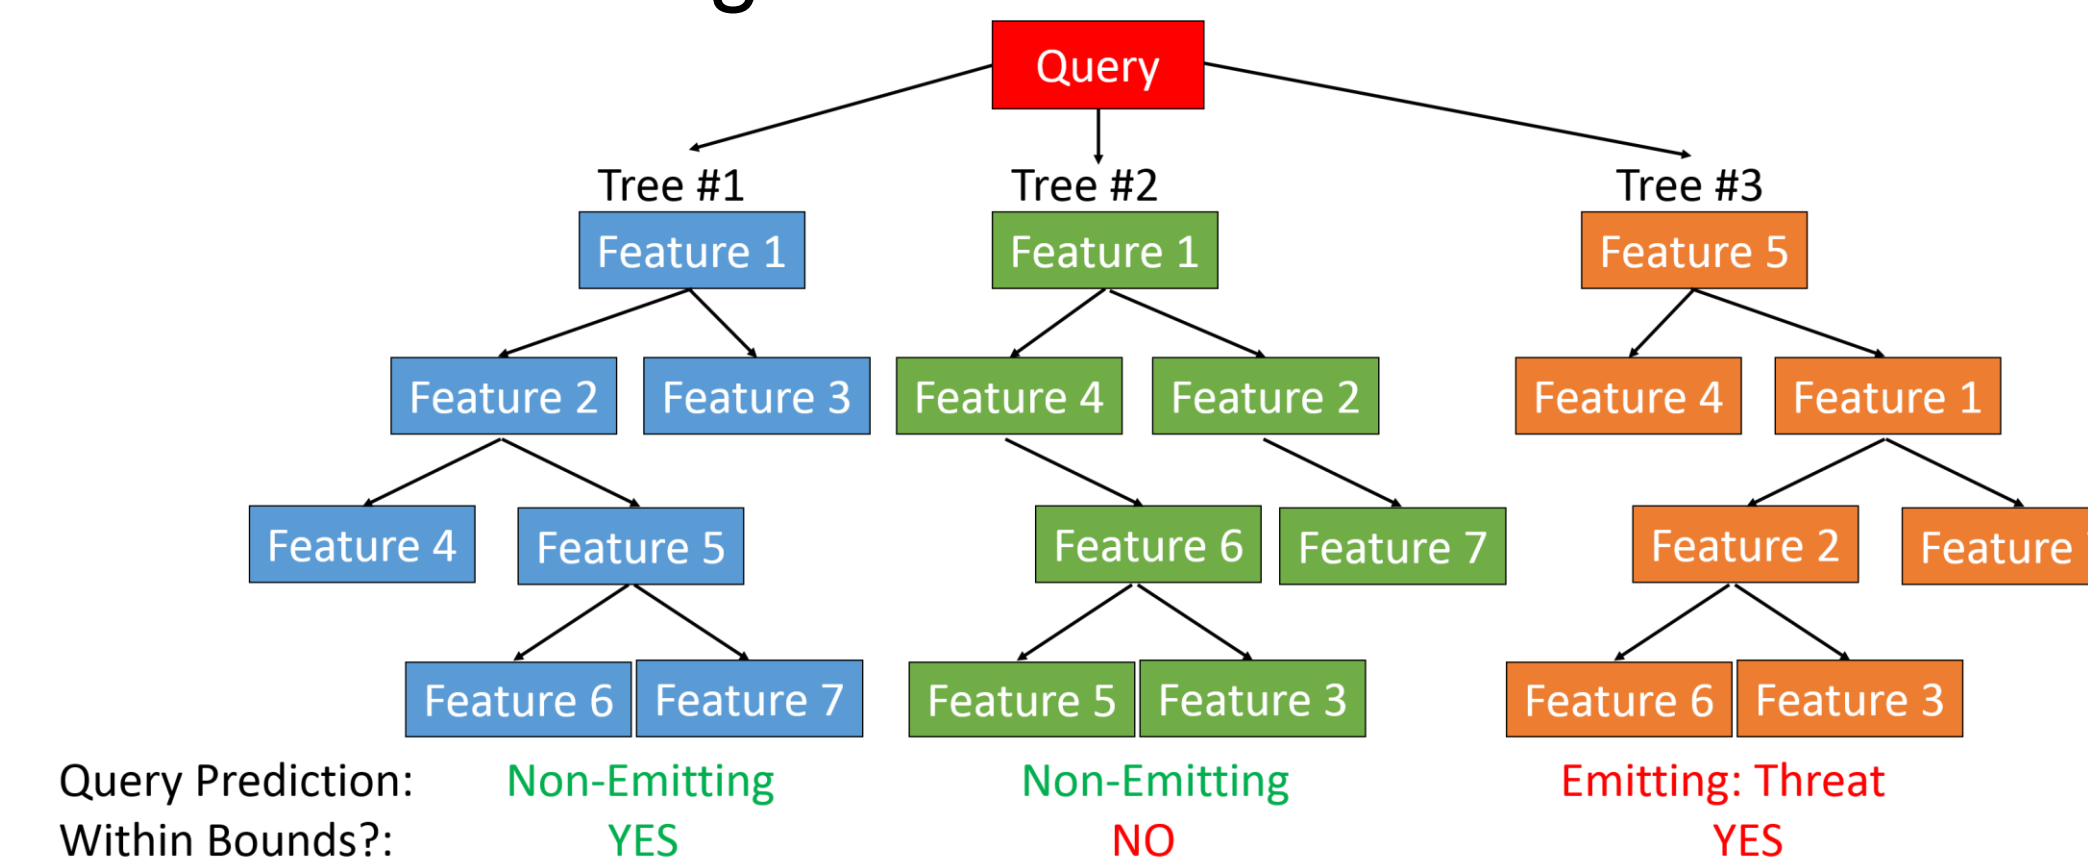 Query
Tree #1 Tree #2 Tree #3
Feature 1 Feature 1 Feature 5
Feature 2 Feature 3 Feature 4 Feature 2 Feature 4 Feature 1
Feature 4 Feature 5 Feature 6 Feature 7 Feature 2 Feature
Feature 6 Feature 7 Feature 5 Feature 3 Feature 6 Feature 3
Query Prediction: Non-Emitting Non-Emitting Emitting: Threat
Within Bounds?: YES NO YES